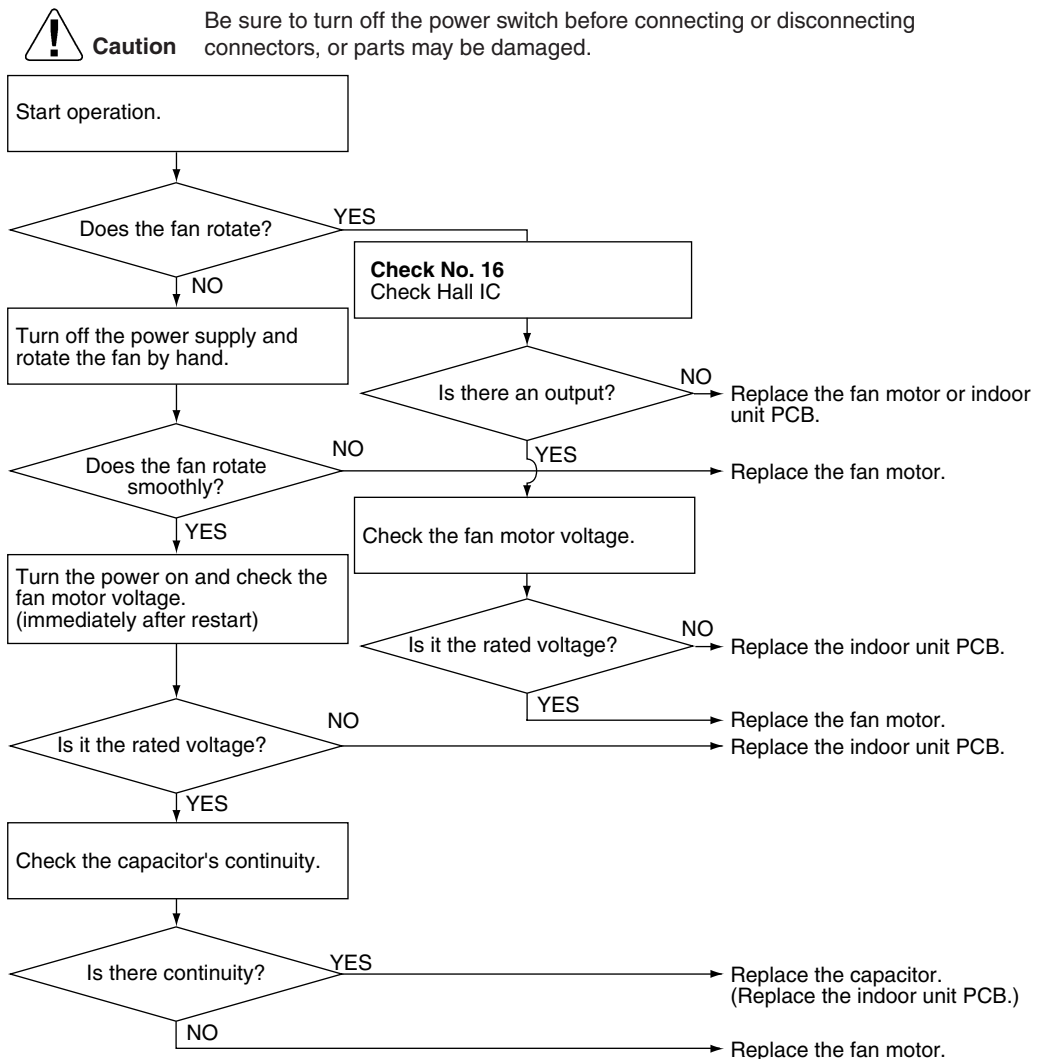 Be sure to turn off the power switch before connecting or disconnecting
Caution connectors, or parts may be damaged.
Start operation.
Does the fan rotate?
YES
NO
Check No. 16
Check Hall IC
Turn off the power supply and
rotate the fan by hand.
Is there an output?
NO
Replace the fan motor or indoor
unit PCB.
YES
Does the fan rotate
smoothly?
NO
Replace the fan motor.
YES
Check the fan motor voltage.
Turn the power on and check the
fan motor voltage.
(immediately after restart)
Is it the rated voltage?
NO
Replace the indoor unit PCB.
YES
Replace the fan motor.
Is it the rated voltage?
NO
Replace the indoor unit PCB.
YES
Check the capacitor's continuity.
Is there continuity?
YES
Replace the capacitor.
(Replace the indoor unit PCB.)
NO
Replace the fan motor.